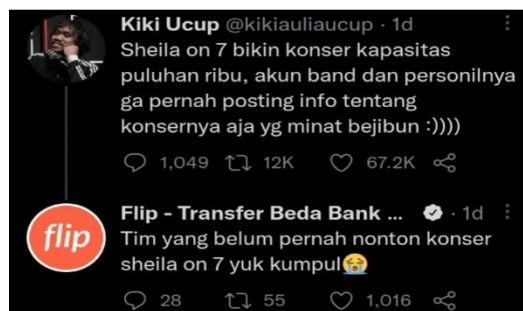 Kiki Ucup @kikiauliaucup · 1d
Sheila on 7 bikin konser kapasitas
puluhan ribu, akun band dan personilnya
ga pernah posting info tentang
konsernya aja yg minat bejibun :))))
1,049 12K 67.2K
flip
Flip - Transfer Beda Bank ... · 1d
Tim yang belum pernah nonton konser
sheila on 7 yuk kumpul😭
28 55 1,016